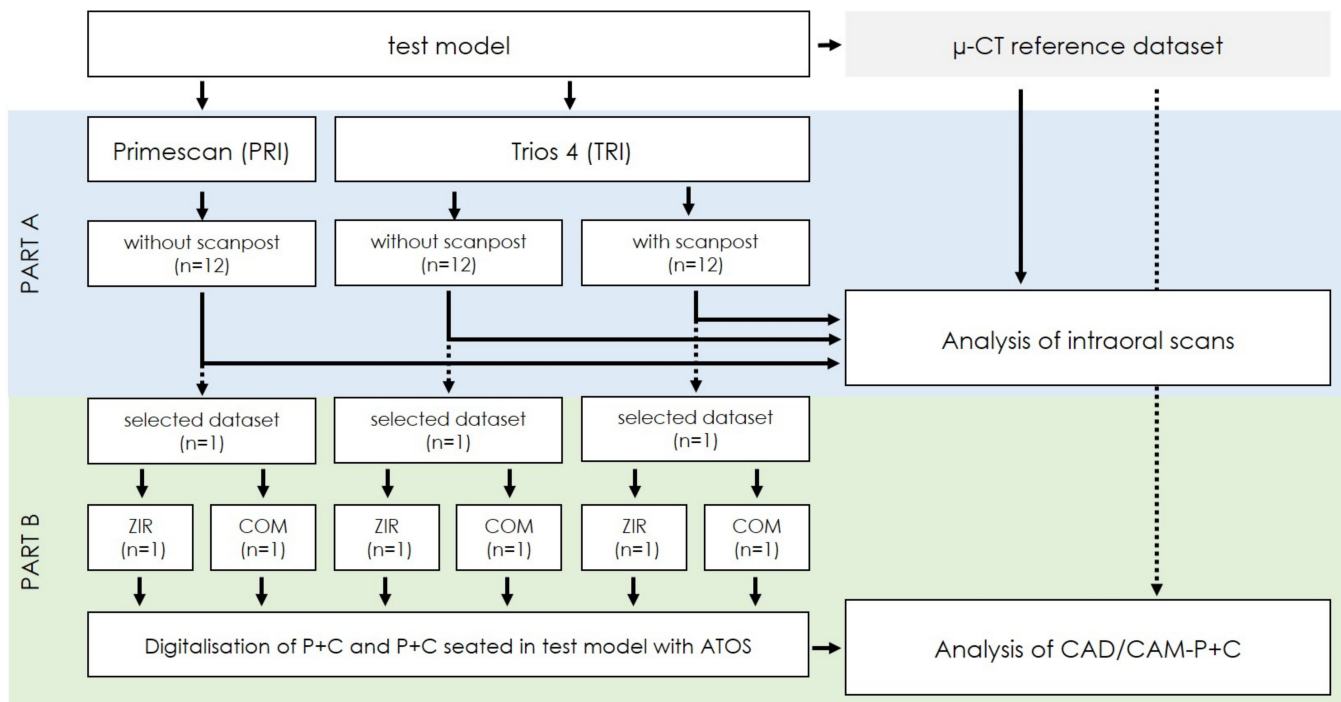 test model
µ-CT reference dataset
PART A
Primescan (PRI)
Trios 4 (TRI)
without scanpost
(n=12)
without scanpost
(n=12)
with scanpost
(n=12)
Analysis of intraoral scans
PART B
selected dataset
(n=1)
selected dataset
(n=1)
selected dataset
(n=1)
ZIR
(n=1)
COM
(n=1)
ZIR
(n=1)
COM
(n=1)
ZIR
(n=1)
COM
(n=1)
Digitalisation of P+C and P+C seated in test model with ATOS
Analysis of CAD/CAM-P+C